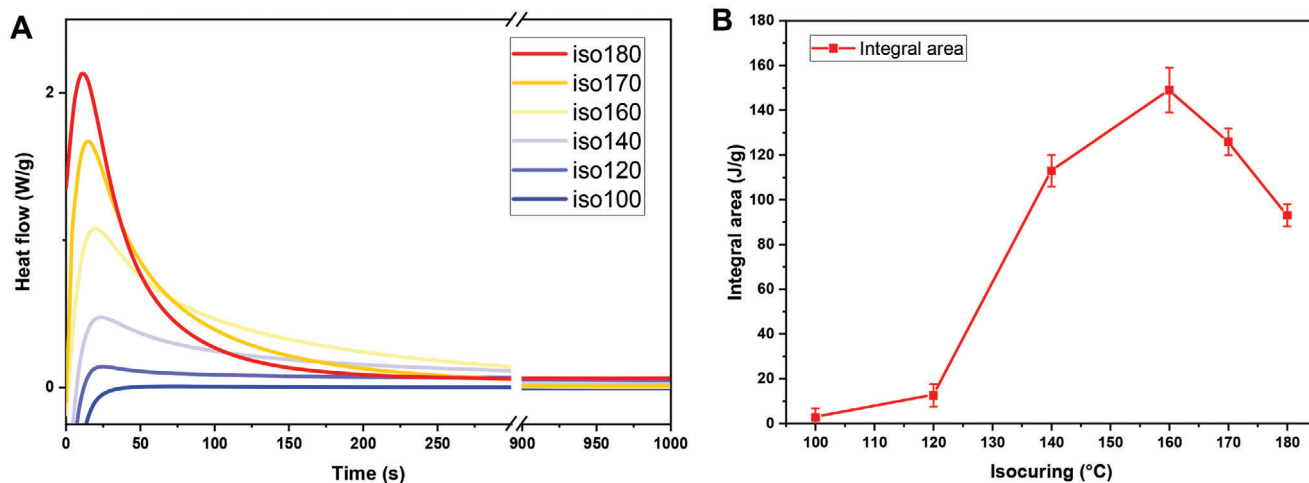 A
Heat flow (W/g)
2
0
iso180
iso170
iso160
iso140
iso120
iso100
0 50 100 150 200 250 900 950 1000
Time (s)
B
Integral area (J/g)
180
160
140
120
100
80
60
40
20
0
Integral area
100 110 120 130 140 150 160 170 180
Isocuring (°C)